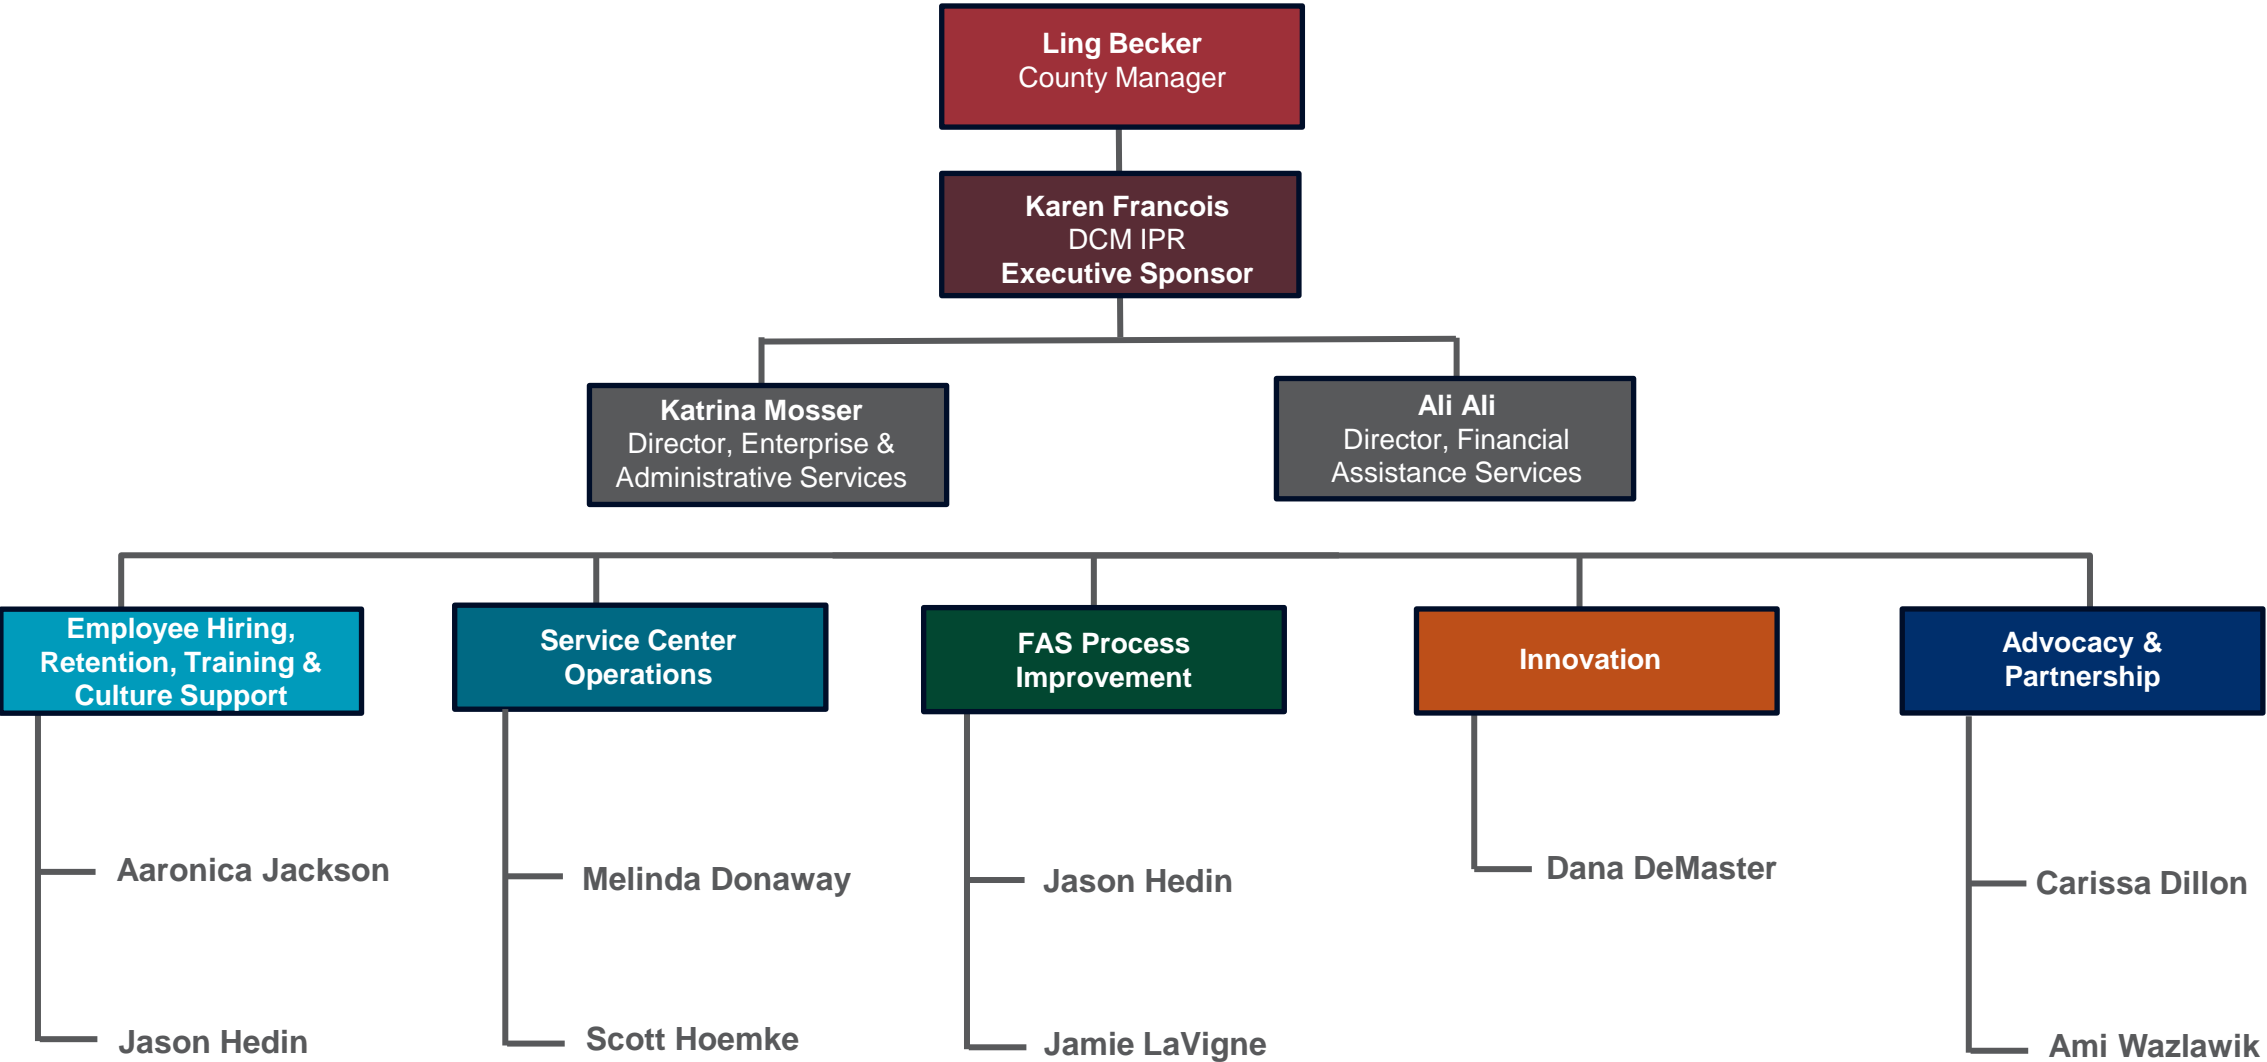 Ling Becker
County Manager
Karen Francois
DCM IPR
Executive Sponsor
Katrina Mosser
Director, Enterprise &
Administrative Services
Ali Ali
Director, Financial
Assistance Services
Employee Hiring,
Retention, Training &
Culture Support
Service Center
Operations
FAS Process
Improvement
Innovation
Advocacy &
Partnership
Aaronica Jackson
Jason Hedin
Melinda Donaway
Scott Hoemke
Jason Hedin
Jamie LaVigne
Dana DeMaster
Carissa Dillon
Ami Wazlawik